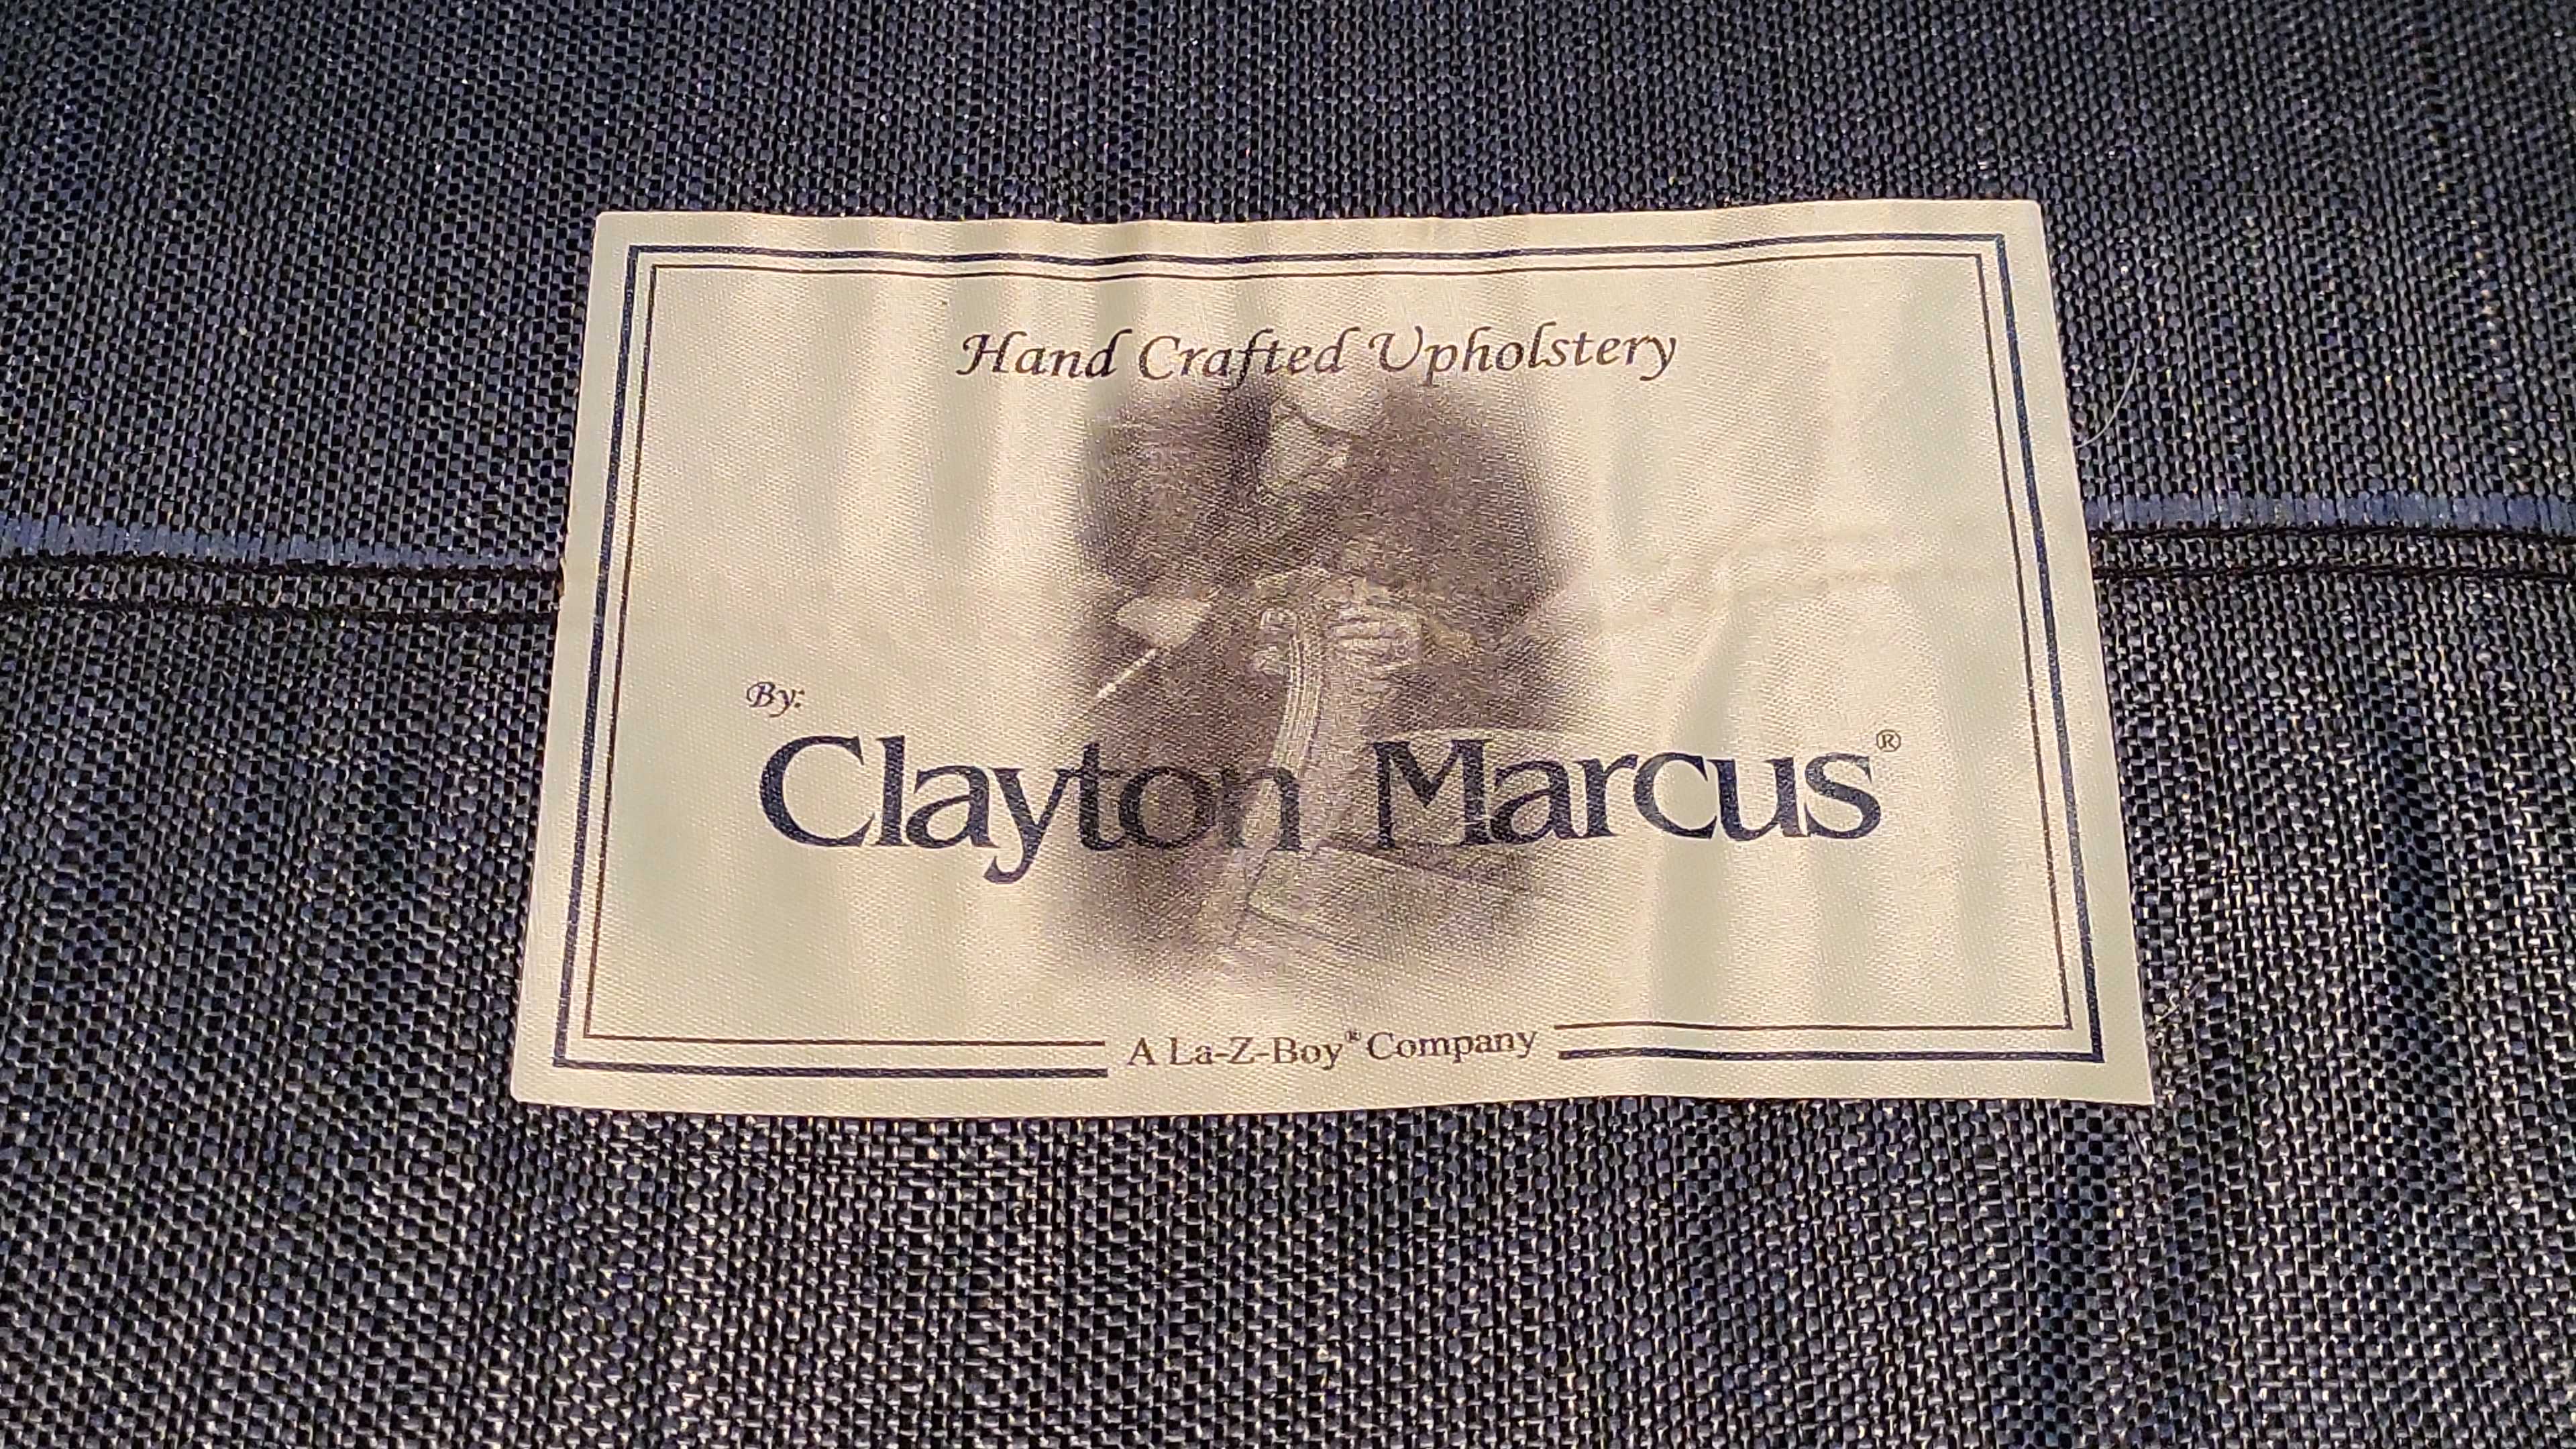 Hand Crafted Upholstery
By:
Clayton Marcus®
A La-Z-Boy® Company